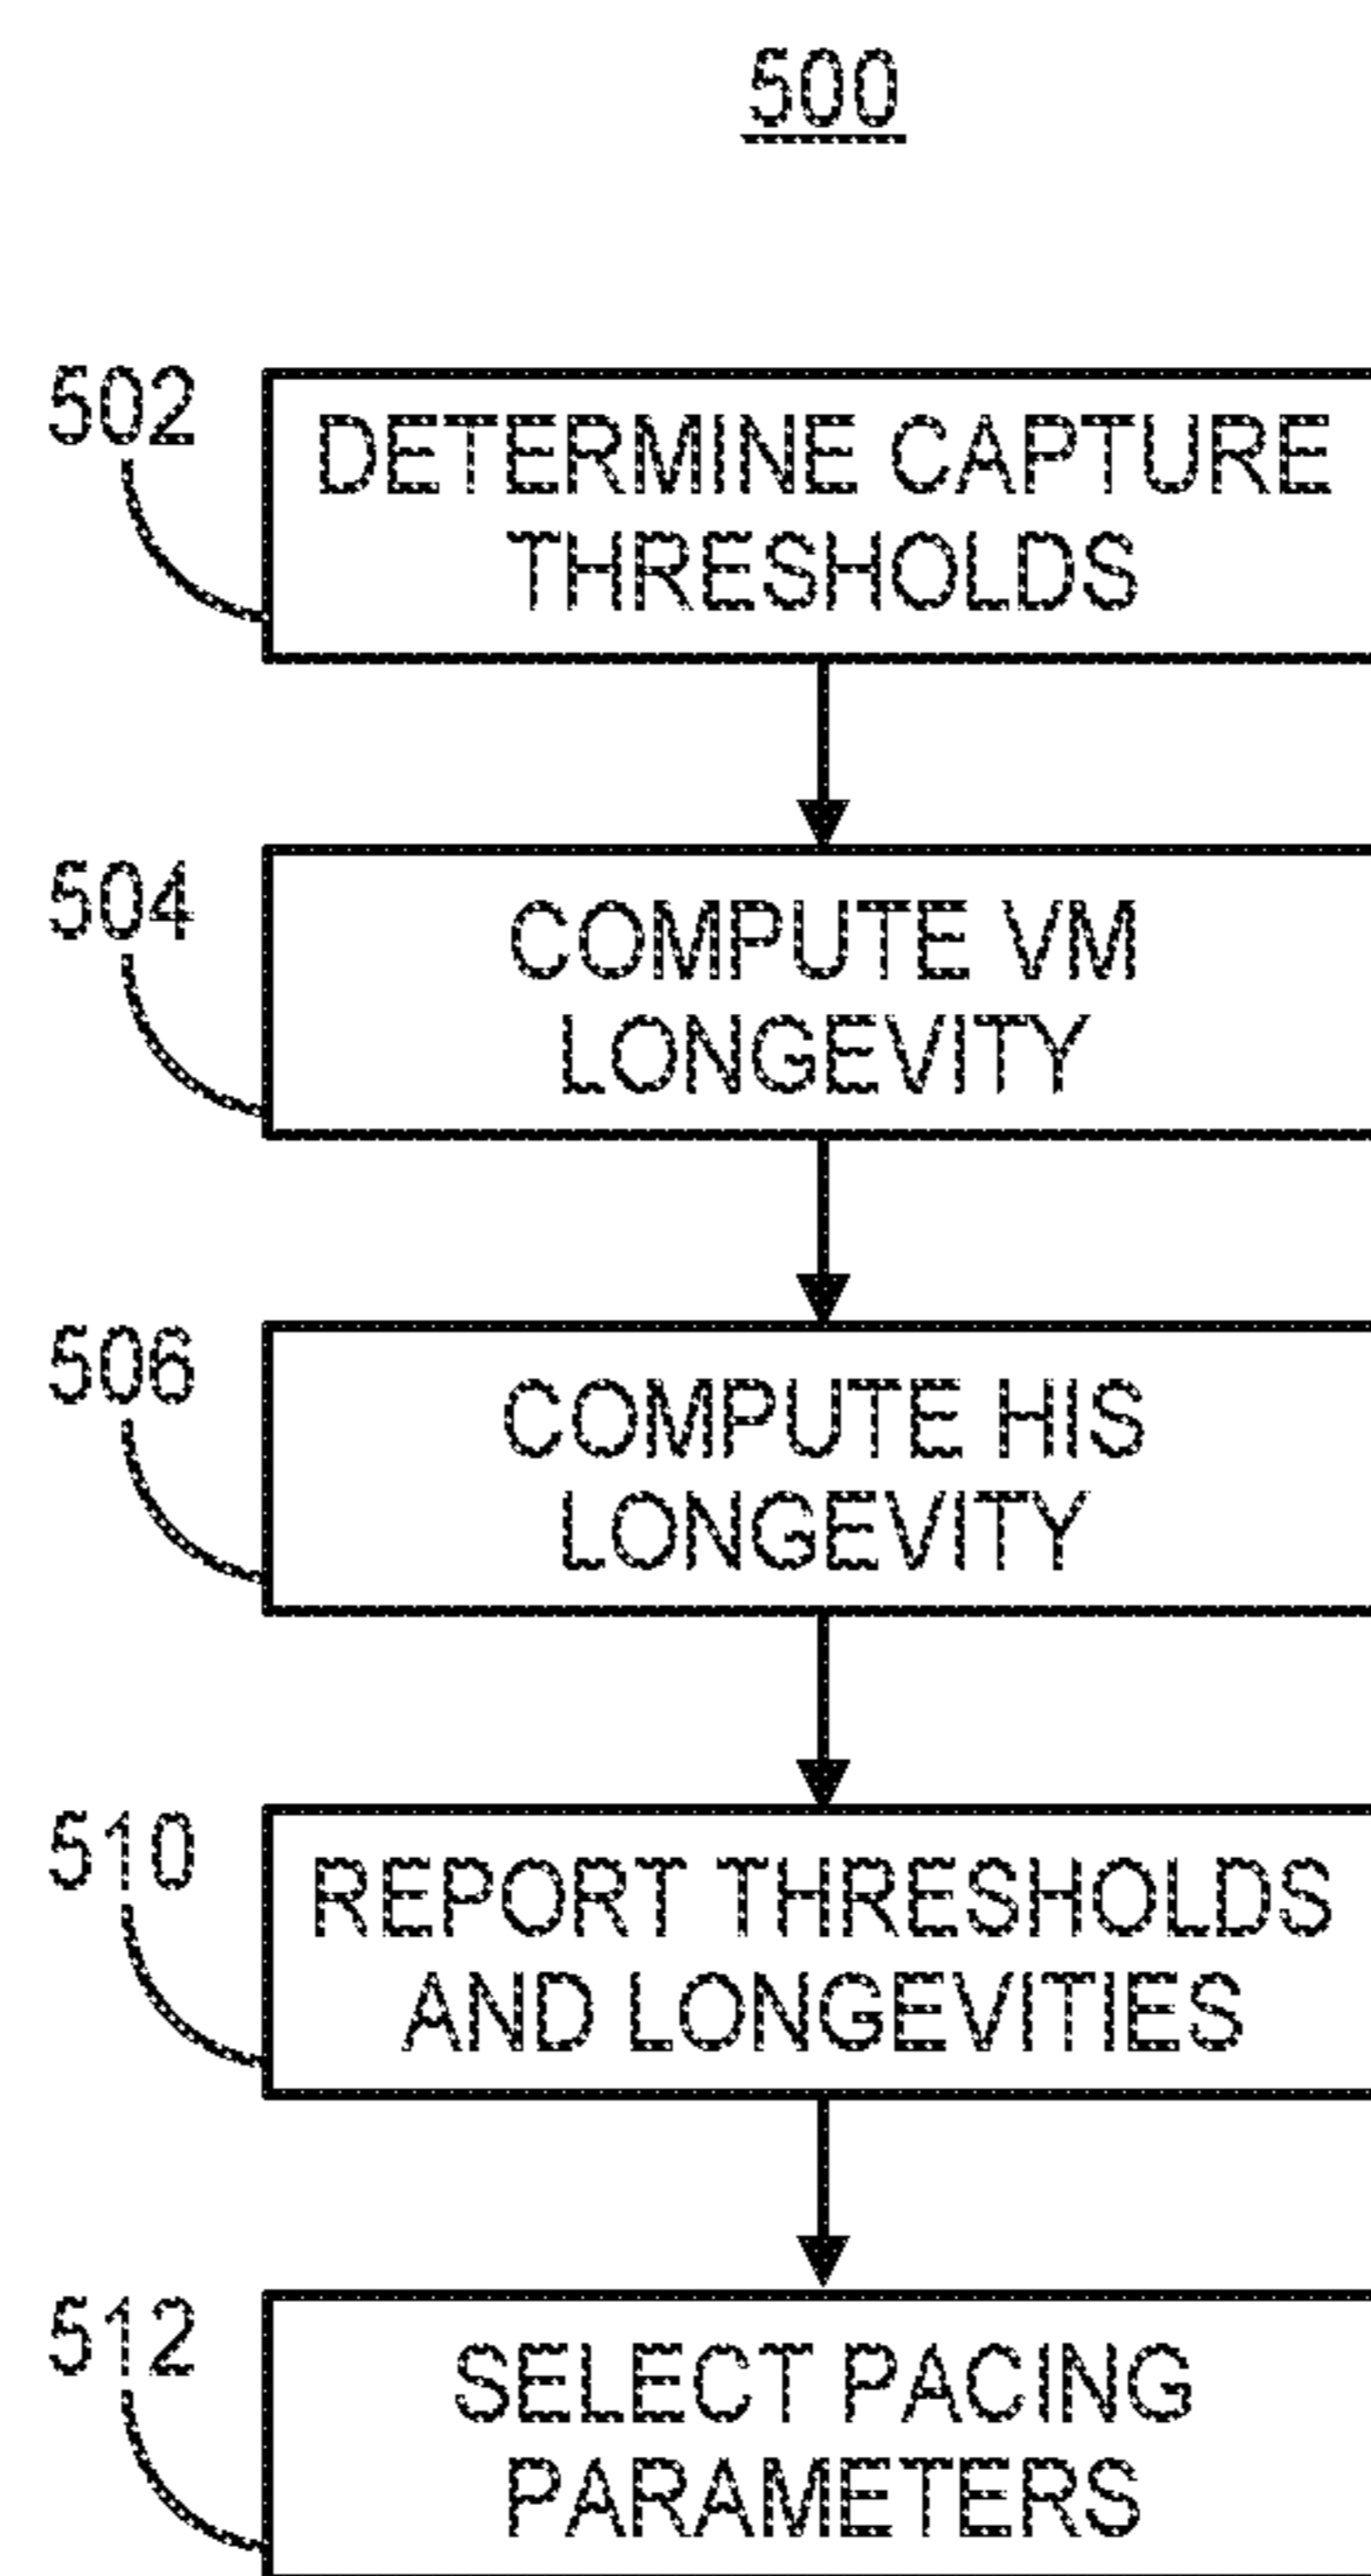 500
502
DETERMINE CAPTURE
THRESHOLDS
504
COMPUTE VM
LONGEVITY
506
COMPUTE HIS
LONGEVITY
510
REPORT THRESHOLDS
AND LONGEVITIES
512
SELECT PACING
PARAMETERS